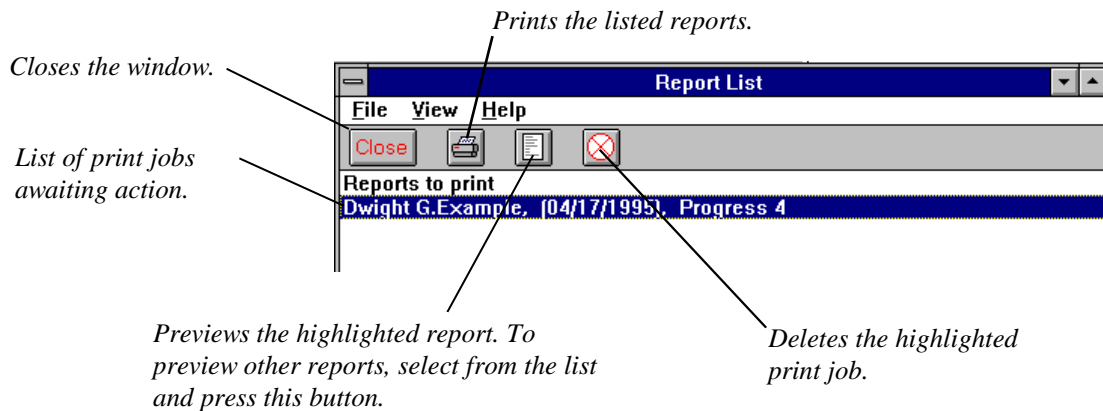 Prints the listed reports.
Closes the window.
Report List
File View Help
Close
List of print jobs
awaiting action.
Reports to print
Dwight G.Example, (04/17/1995), Progress 4
Previews the highlighted report. To
preview other reports, select from the list
and press this button.
Deletes the highlighted
print job.